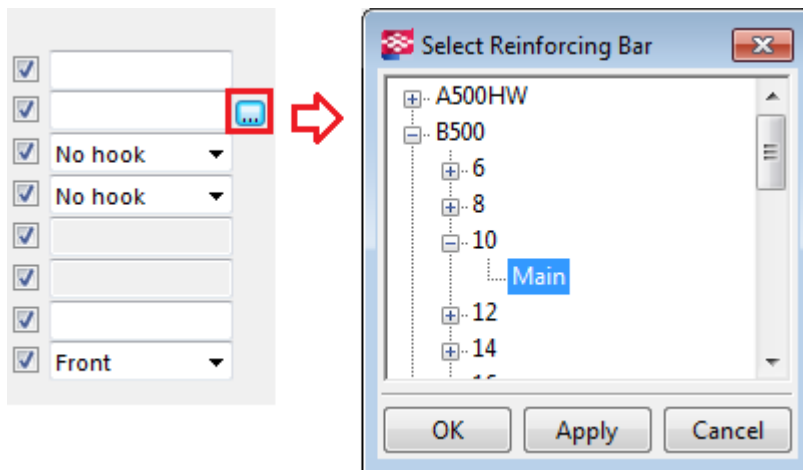 No hook
No hook
Front
Select Reinforcing Bar
A500HW
B500
6
8
10
Main
12
14
OK
Apply
Cancel